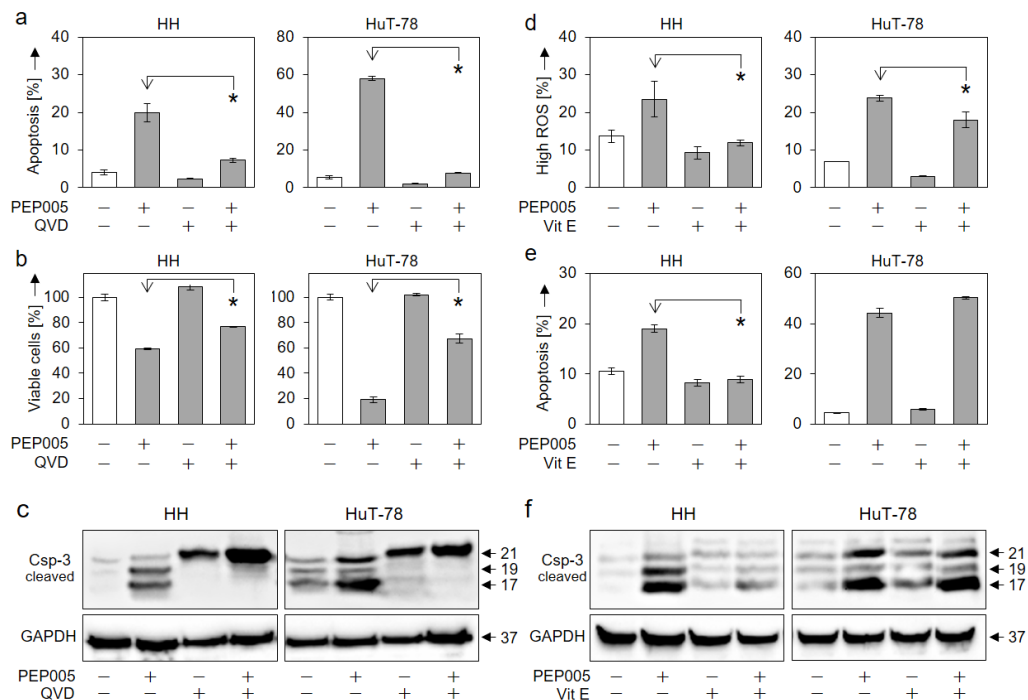 a
HH
HuT-78
Apoptosis [%]
40
30
20
10
0
*
80
60
40
20
0
*
PEP005 − + − + − + − +
QVD − − + + − − + +
b
HH
HuT-78
Viable cells [%]
100
80
60
40
20
0
*
100
80
60
40
20
0
*
PEP005 − + − + − + − +
QVD − − + + − − + +
c
HH
HuT-78
Csp-3
cleaved
21
19
17
GAPDH
37
PEP005 − + − + − + − +
QVD − − + + − − + +
d
HH
HuT-78
High ROS [%]
40
30
20
10
0
*
40
30
20
10
0
*
PEP005 − + − + − + − +
Vit E − − + + − − + +
e
HH
HuT-78
Apoptosis [%]
30
20
10
0
*
60
40
20
0
PEP005 − + − + − + − +
Vit E − − + + − − + +
f
HH
HuT-78
Csp-3
cleaved
21
19
17
GAPDH
37
PEP005 − + − + − + − +
Vit E − − + + − − + +